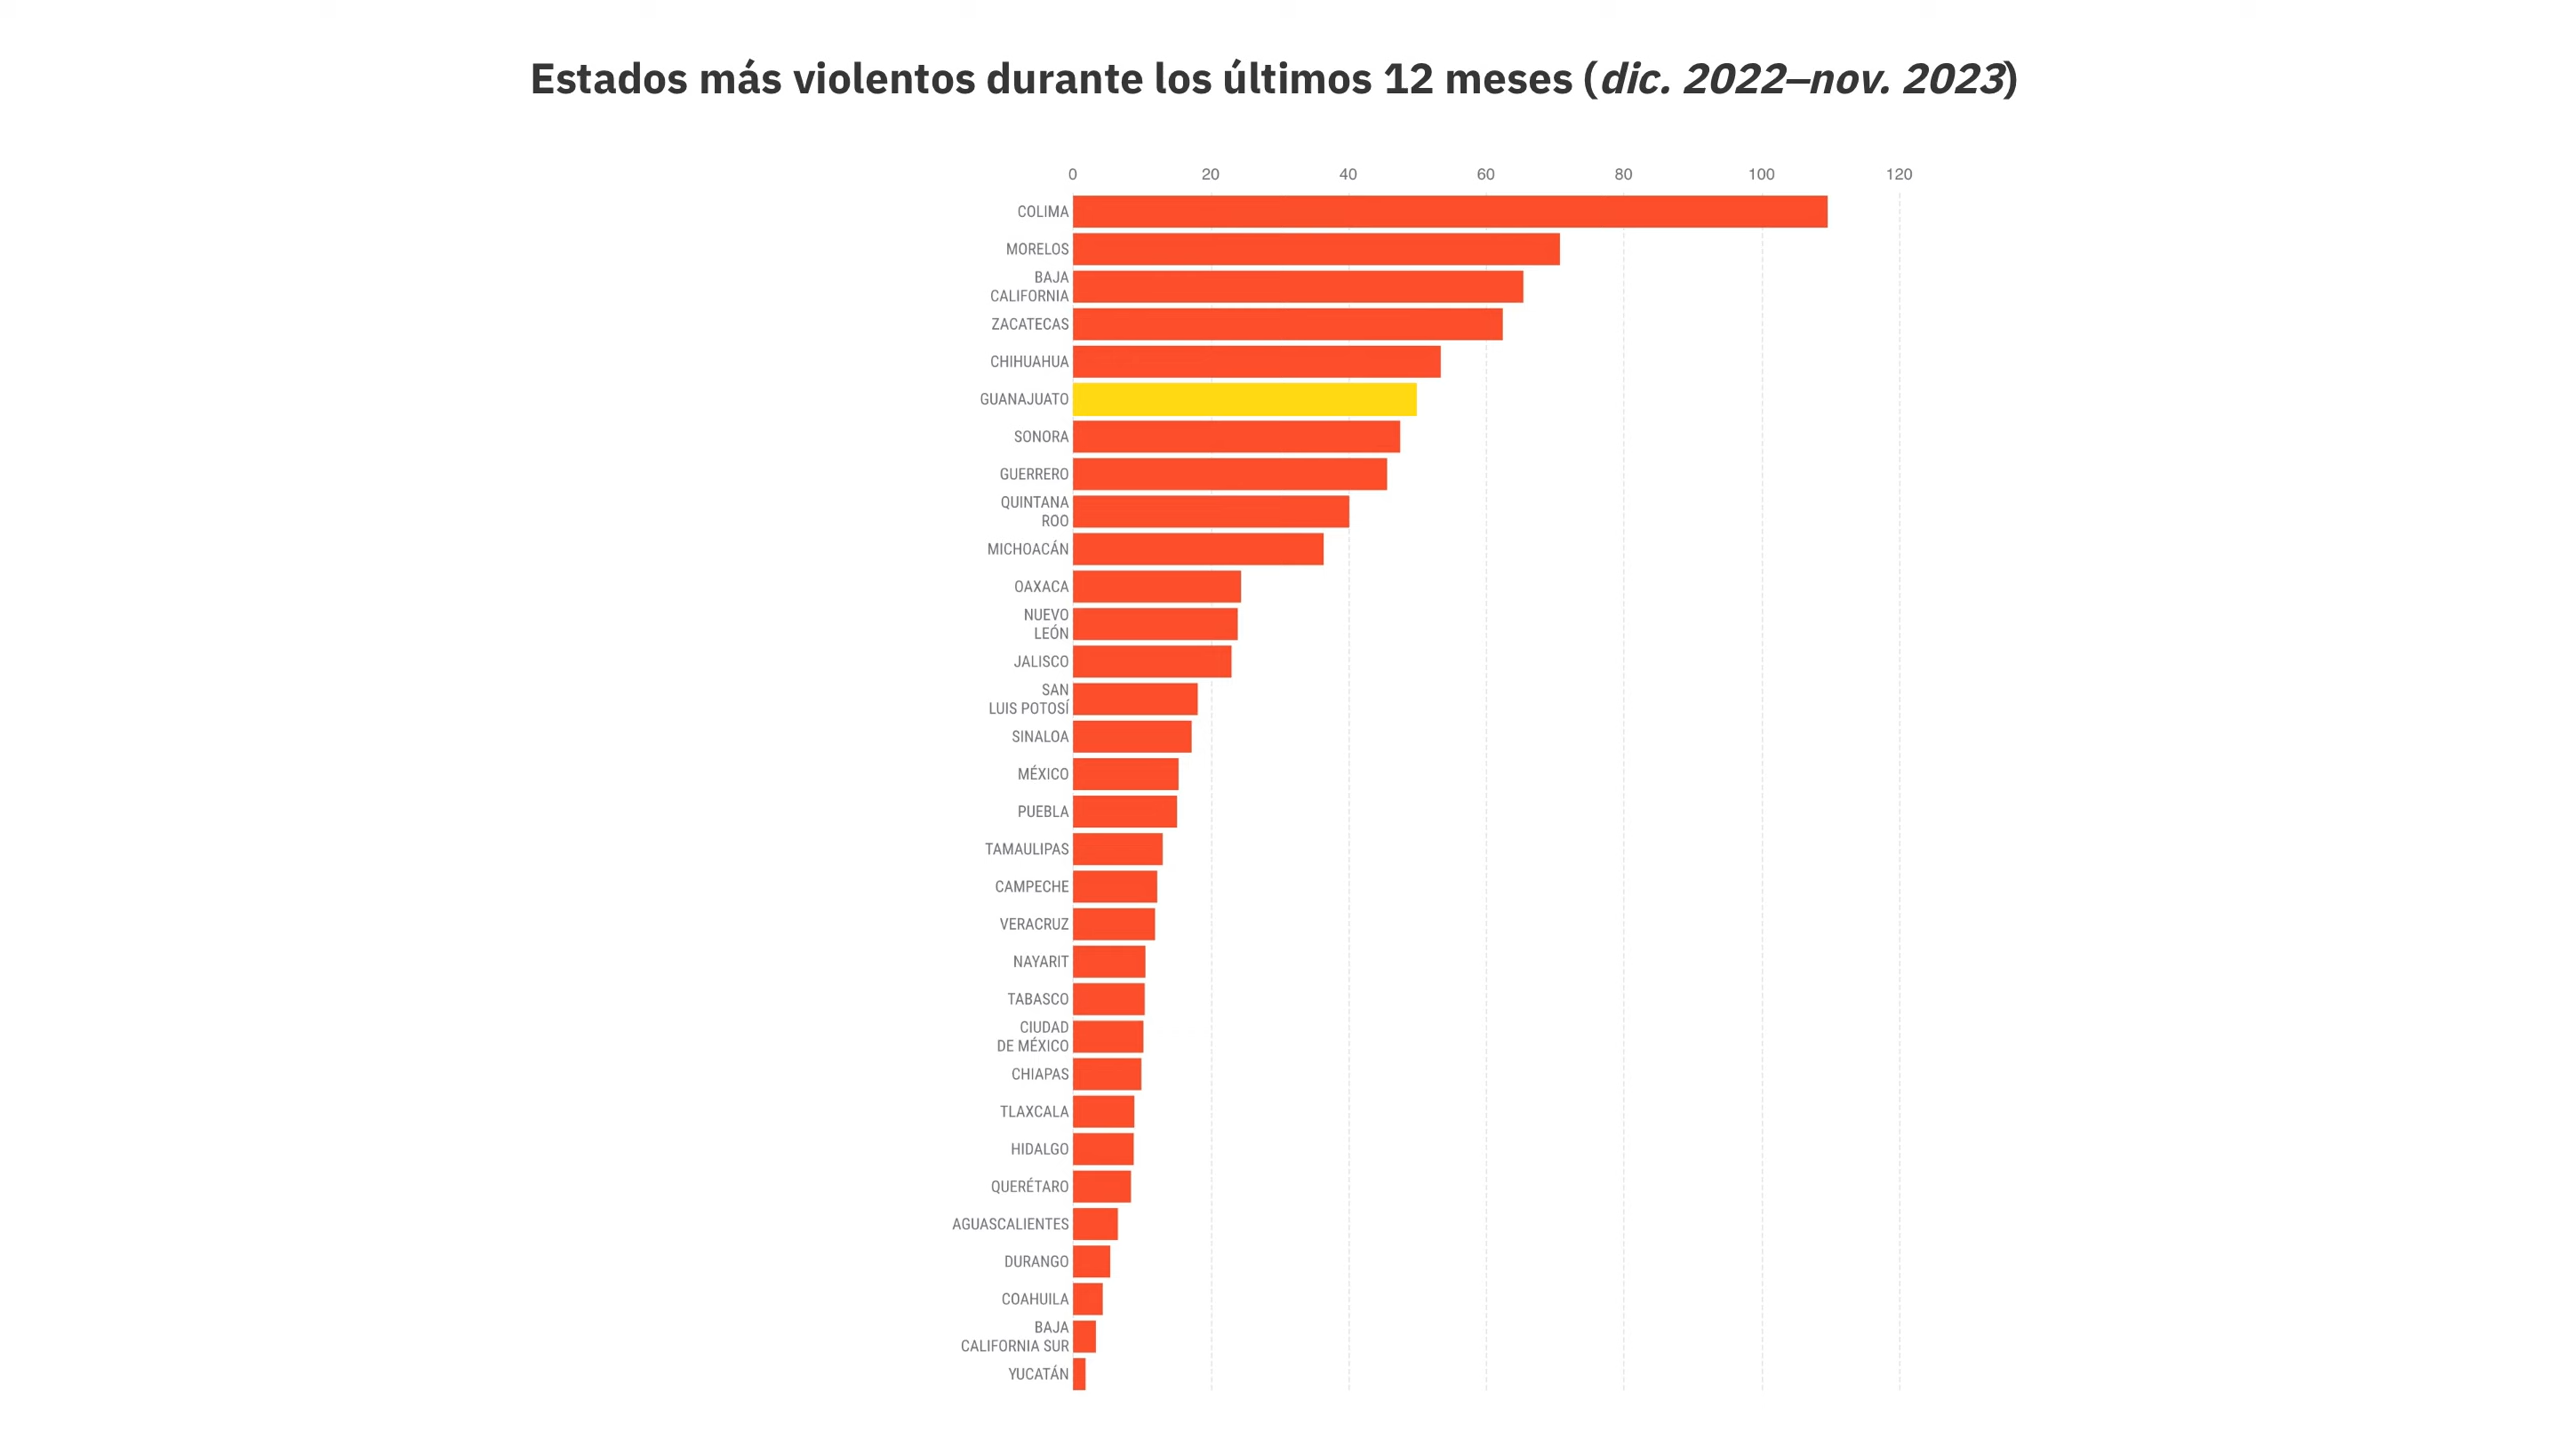 Estados más violentos durante los últimos 12 meses (dic. 2022–nov. 2023)
0 20 40 60 80 100 120
COLIMA
MORELOS
BAJA
CALIFORNIA
ZACATECAS
CHIHUAHUA
GUANAJUATO
SONORA
GUERRERO
QUINTANA
ROO
MICHOACÁN
OAXACA
NUEVO
LEÓN
JALISCO
SAN
LUIS POTOSÍ
SINALOA
MÉXICO
PUEBLA
TAMAULIPAS
CAMPECHE
VERACRUZ
NAYARIT
TABASCO
CIUDAD
DE MÉXICO
CHIAPAS
TLAXCALA
HIDALGO
QUERÉTARO
AGUASCALIENTES
DURANGO
COAHUILA
BAJA
CALIFORNIA SUR
YUCATÁN